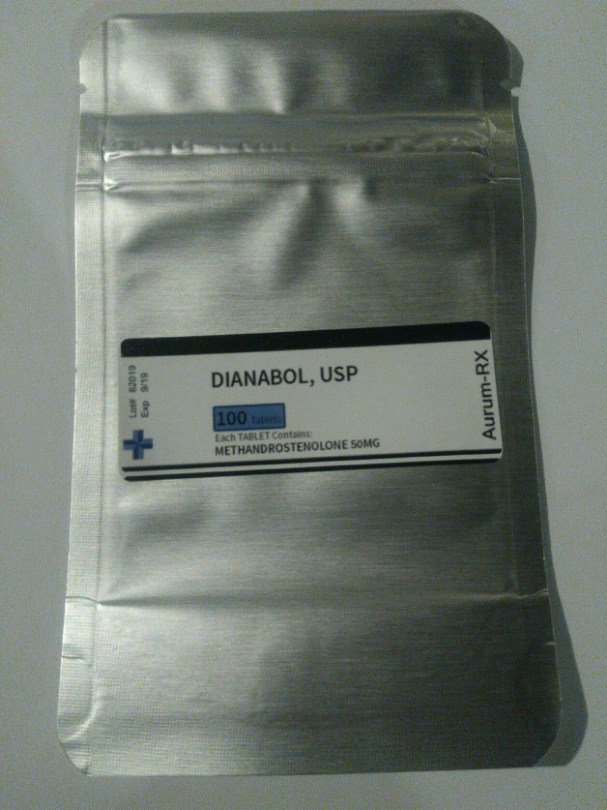 Lot# 82019
Exp 9/19
DIANABOL, USP
100 Tablets
Each TABLET Contains:
METHANDROSTENOLONE 50MG
Aurum-RX